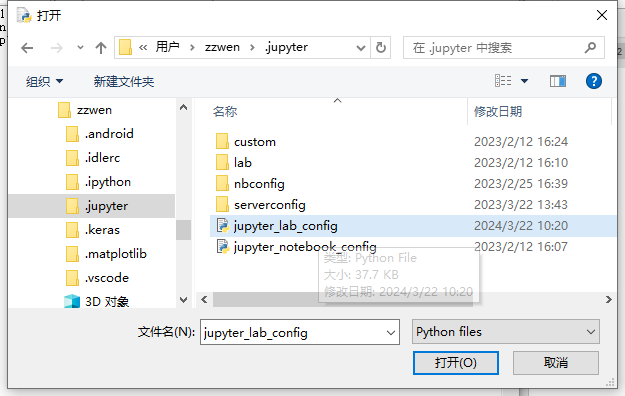 打开
« 用户 › zzwen › .jupyter
在 .jupyter 中搜索
组织
新建文件夹
zzwen
.android
.idlerc
.ipython
.jupyter
.keras
.matplotlib
.vscode
3D 对象
名称 修改日期
custom 2023/2/12 16:24
lab 2023/2/12 16:10
nbconfig 2023/2/25 16:39
serverconfig 2023/3/22 13:43
jupyter_lab_config 2024/3/22 10:20
jupyter_notebook_config 2023/2/12 16:07
类型: Python File
大小: 37.7 KB
修改日期: 2024/3/22 10:20
文件名(N): jupyter_lab_config
Python files
打开(O)
取消